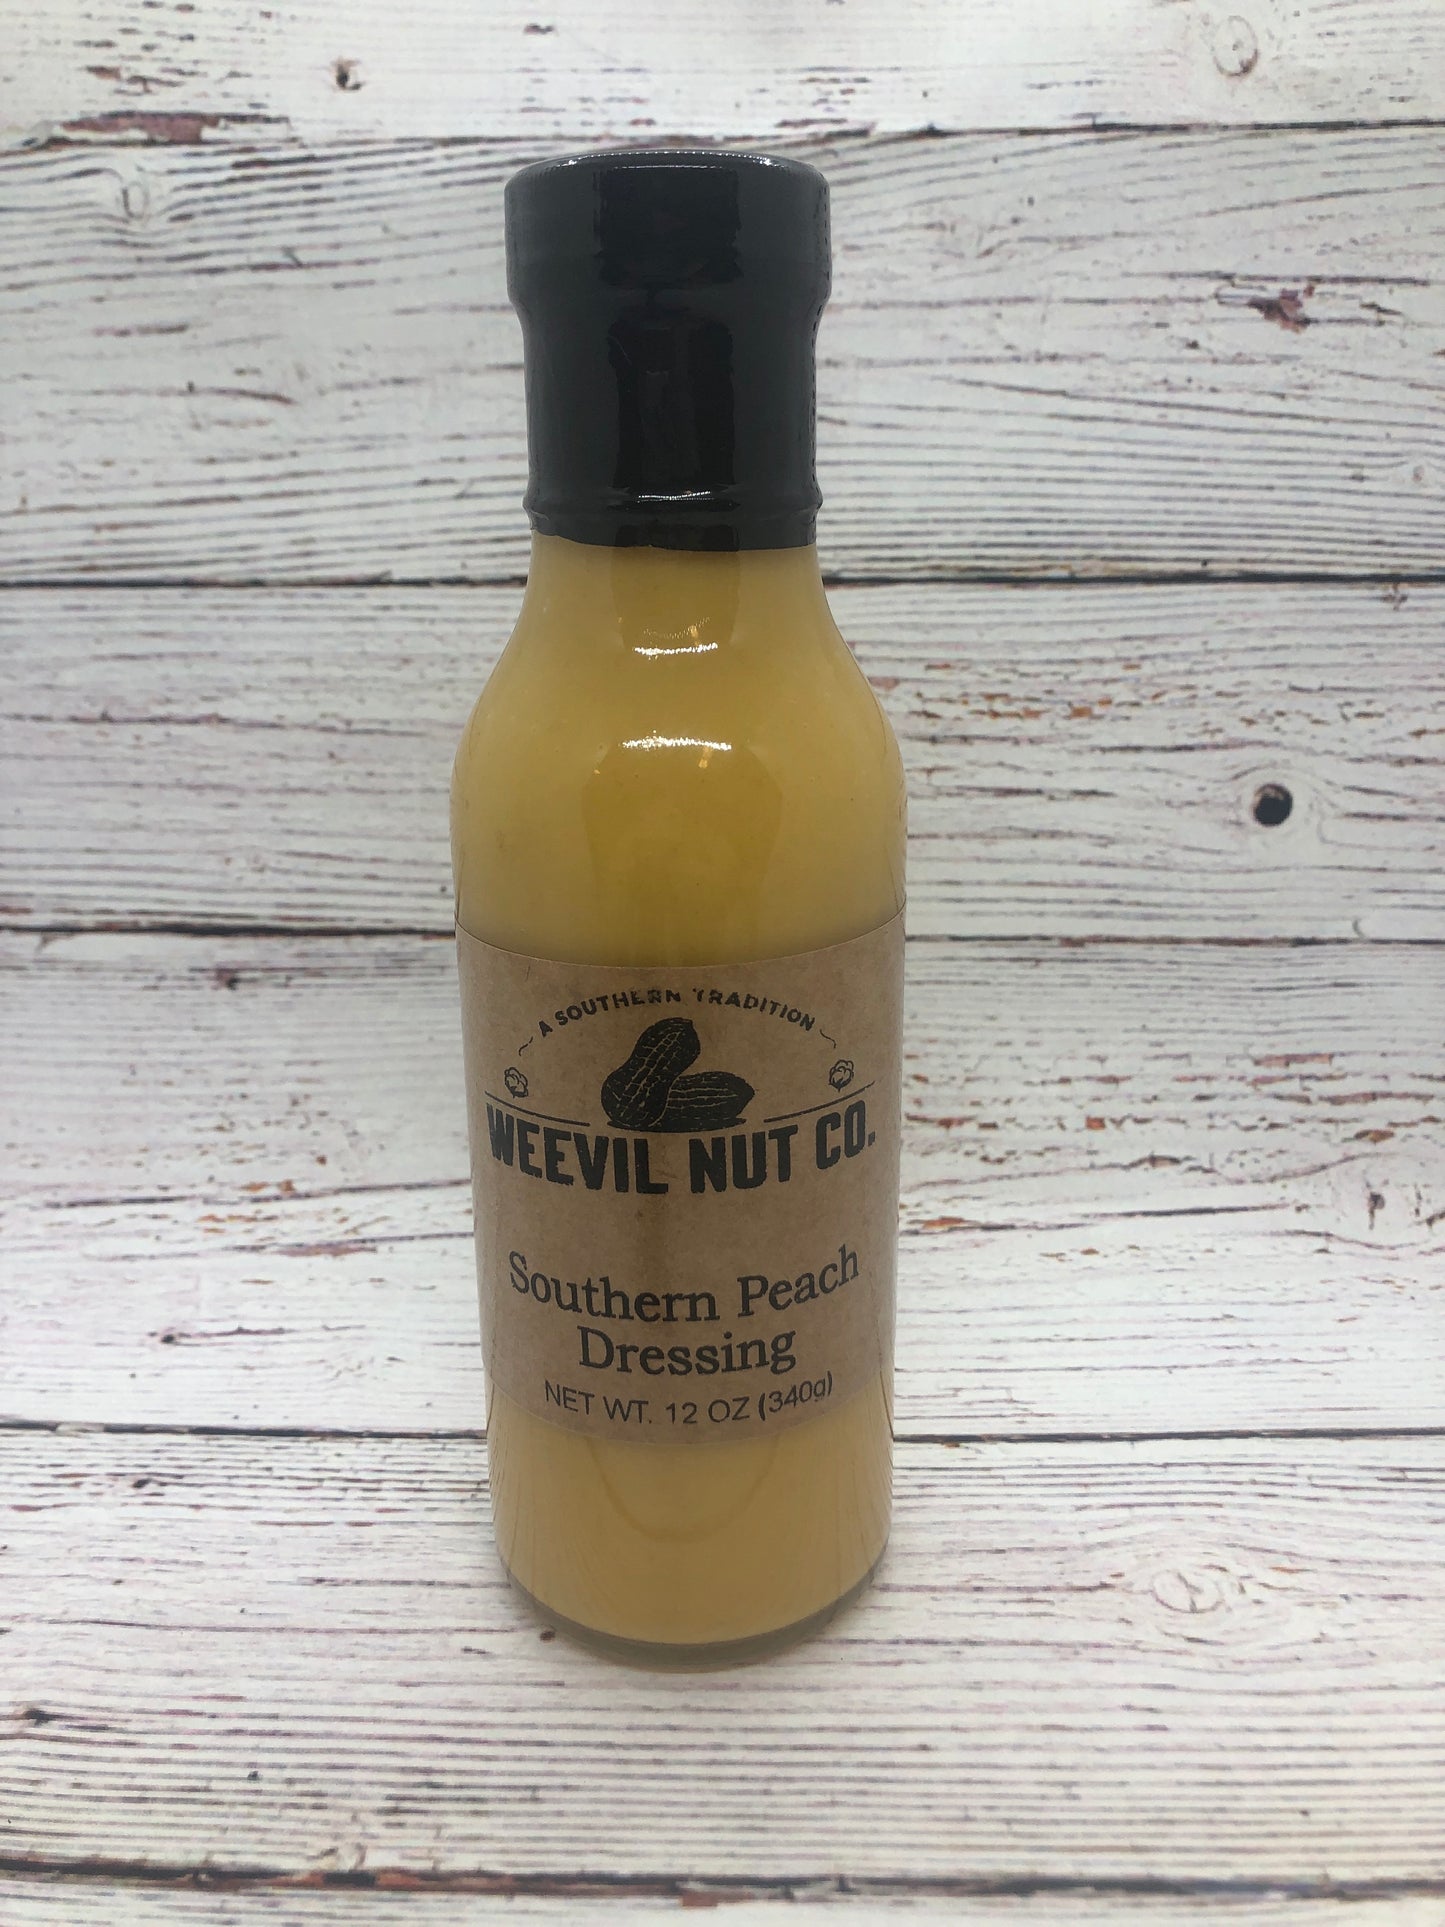 A SOUTHERN TRADITION
WEEVIL NUT CO.
Southern Peach
Dressing
NET WT. 12 OZ (340g)